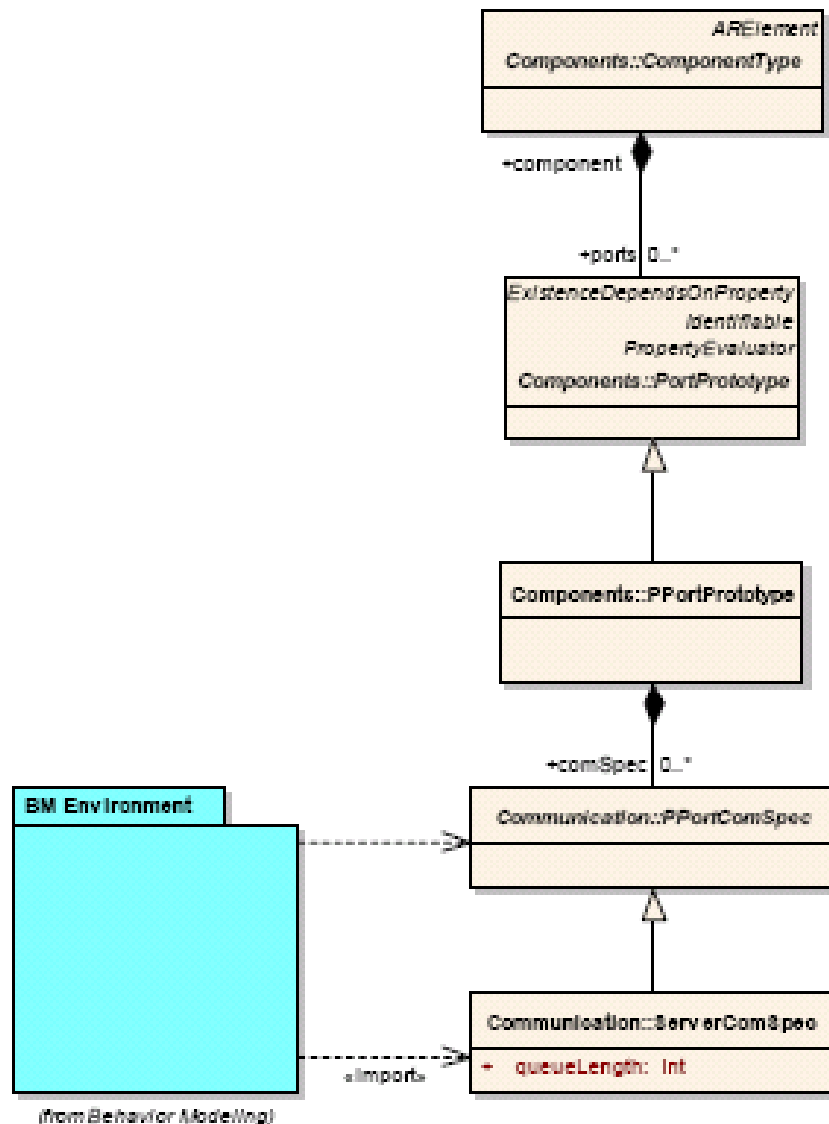 ARElement
Components::ComponentType
+component
+ports 0..*
ExistenceDependsOnProperty
Identifiable
PropertyEvaluator
Components::PortPrototype
Components::PPortPrototype
+comSpec 0..*
BM Environment
Communication::PPortComSpec
Communication::ServerComSpec
+ queueLength: Int
«import»
(from Behavior Modeling)